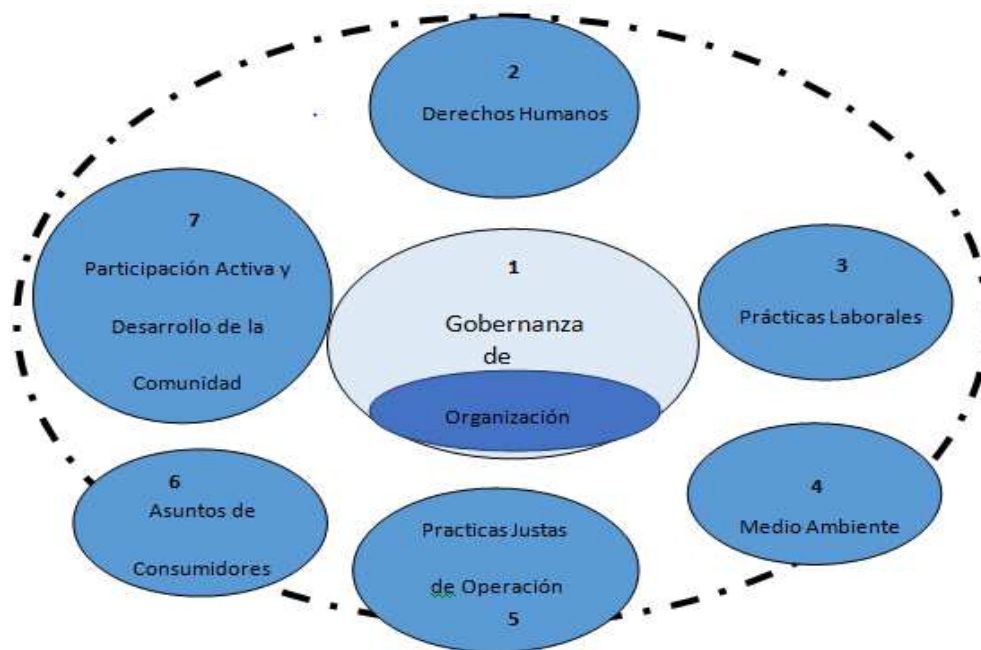 2
Derechos Humanos
7
Participación Activa y
Desarrollo de la
Comunidad
1
Gobernanza
de
Organización
3
Prácticas Laborales
6
Asuntos de
Consumidores
Practicas Justas
de Operación
5
4
Medio Ambiente